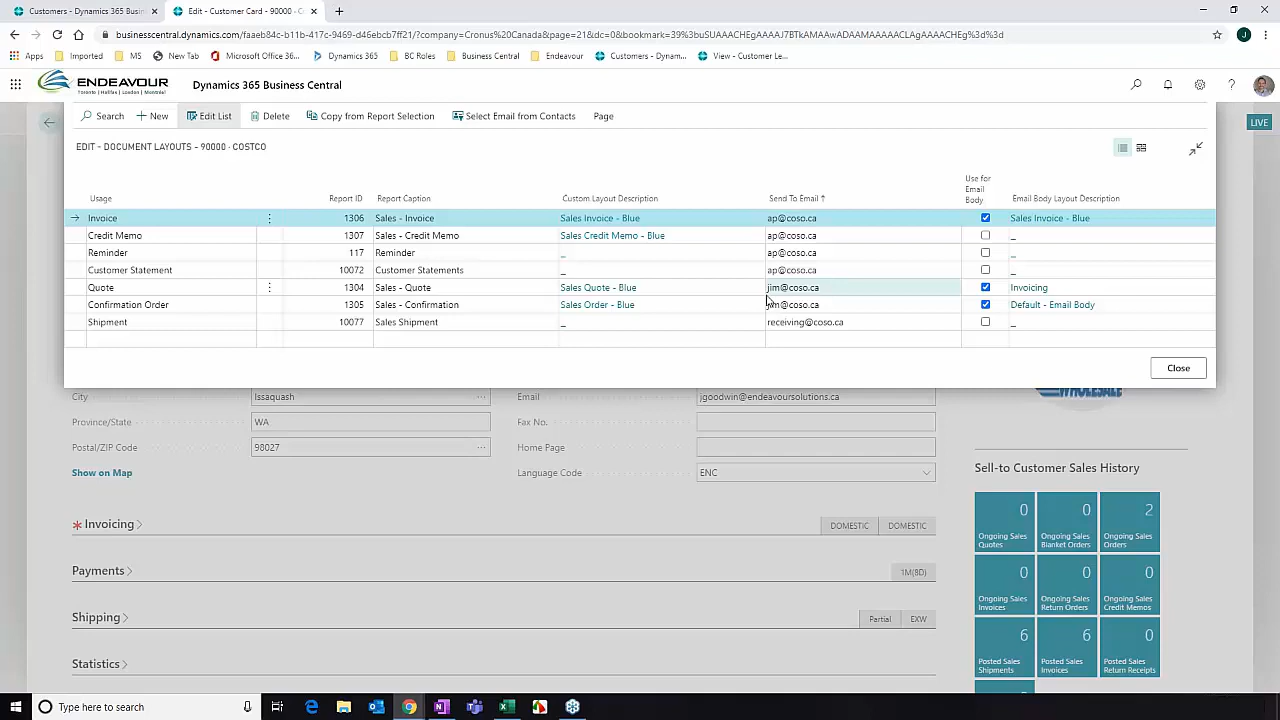 Customers - Dynamics 365 Busin
Edit - Customer Card - 90000 · Co
businesscentral.dynamics.com/faaeb84c-b11b-417c-9469-d46ebcb7ff21/?company=Cronus%20Canada&page=21&dc=0&bookmark=39%3bUSAAACHEgAAAAJ7BTkAMAAwADAAMAAAAACLAgAAAACHEg%3d%3d
Apps
Imported
MS
New Tab
Microsoft Office 36...
Dynamics 365
BC Roles
Business Central
Endeavour
Customers - Dynam...
View - Customer Le...
ENDEAVOUR
Toronto | Halifax | London | Montréal
Dynamics 365 Business Central
Search
New
Edit List
Delete
Copy from Report Selection
Select Email from Contacts
Page
LIVE
EDIT - DOCUMENT LAYOUTS - 90000 · COSTCO
Usage
Report ID
Report Caption
Custom Layout Description
Send To Email ↑
Use for
Email
Body
Email Body Layout Description
Invoice 1306 Sales - Invoice Sales Invoice - Blue ap@coso.ca Sales Invoice - Blue
Credit Memo 1307 Sales - Credit Memo Sales Credit Memo - Blue ap@coso.ca _
Reminder 117 Reminder _ ap@coso.ca _
Customer Statement 10072 Customer Statements _ ap@coso.ca _
Quote 1304 Sales - Quote Sales Quote - Blue jim@coso.ca Invoicing
Confirmation Order 1305 Sales - Confirmation Sales Order - Blue jim@coso.ca Default - Email Body
Shipment 10077 Sales Shipment _ receiving@coso.ca _
Close
City
Issaquash
Email
jgoodwin@endeavoursolutions.ca
WHOLESALE
Province/State
WA
Fax No.
Postal/ZIP Code
98027
Home Page
Show on Map
Language Code
ENC
Sell-to Customer Sales History
Invoicing
DOMESTIC
DOMESTIC
Payments
1M(8D)
Shipping
Partial
EXW
Statistics
0
Ongoing Sales
Quotes
0
Ongoing Sales
Blanket Orders
2
Ongoing Sales
Orders
0
Ongoing Sales
Invoices
0
Ongoing Sales
Return Orders
0
Ongoing Sales
Credit Memos
6
Posted Sales
Shipments
6
Posted Sales
Invoices
0
Posted Sales
Return Receipts
Type here to search